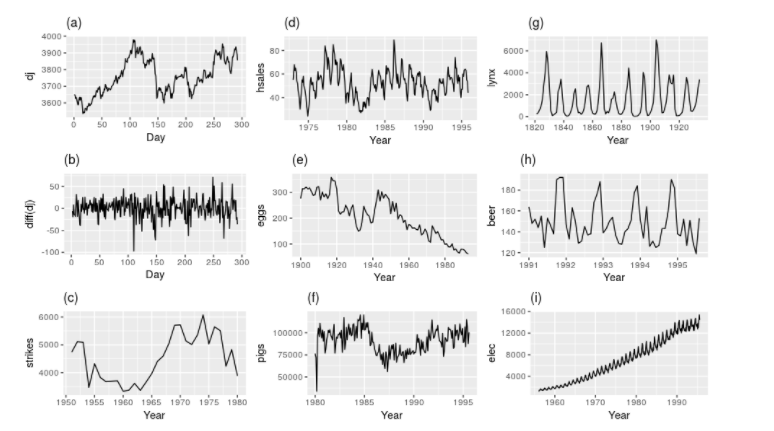 (a)
4000
3900
3800
3700
3600
dj
0 50 100 150 200 250 300
Day
(d)
80
60
40
hsales
1975 1980 1985 1990 1995
Year
(g)
6000
4000
2000
0
lynx
1820 1840 1860 1880 1900 1920
Year
(b)
50
0
-50
-100
diff(dj)
0 50 100 150 200 250 300
Day
(e)
300
200
100
eggs
1900 1920 1940 1960 1980
Year
(h)
180
160
140
120
beer
1991 1992 1993 1994 1995
Year
(c)
6000
5000
4000
strikes
1950 1955 1960 1965 1970 1975 1980
Year
(f)
100000
75000
50000
pigs
1980 1985 1990 1995
Year
(i)
16000
12000
8000
4000
elec
1960 1970 1980 1990
Year